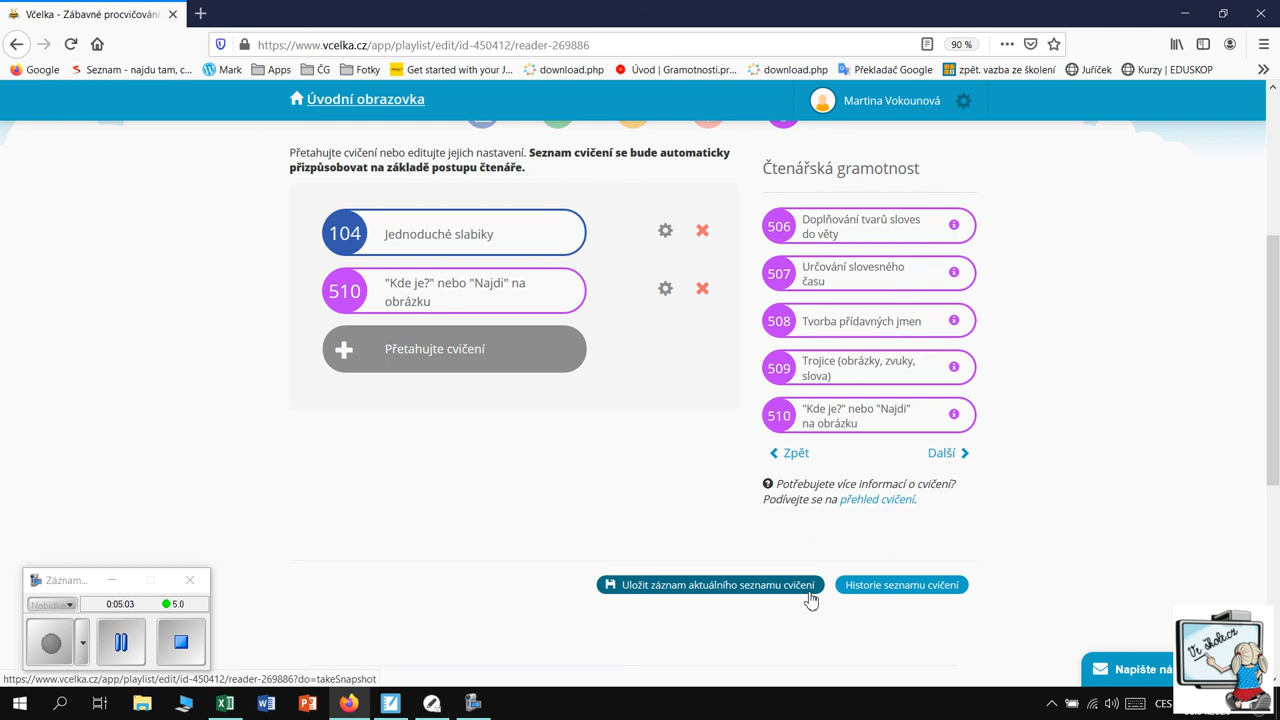 Včelka - Zábavné procvičování
https://www.vcelka.cz/app/playlist/edit/id-450412/reader-269886
90 %
Google
Seznam - najdu tam, c...
Mark
Apps
ČG
Fotky
Get started with your J...
download.php
Úvod | Gramotnosti.pr...
download.php
Překladač Google
zpět. vazba ze školení
Juříček
Kurzy | EDUSKOP
Úvodní obrazovka
Martina Vokounová
Přetahujte cvičení nebo editujte jejich nastavení. Seznam cvičení se bude automaticky
přizpůsobovat na základě postupu čtenáře.
104 Jednoduché slabiky
510 "Kde je?" nebo "Najdi" na
obrázku
Přetahujte cvičení
Čtenářská gramotnost
506 Doplňování tvarů sloves
do věty
507 Určování slovesného
času
508 Tvorba přídavných jmen
509 Trojice (obrázky, zvuky,
slova)
510 "Kde je?" nebo "Najdi"
na obrázku
Zpět
Další
Potřebujete více informací o cvičení?
Podívejte se na přehled cvičení.
Uložit záznam aktuálního seznamu cvičení
Historie seznamu cvičení
Záznam...
Nabídka
0:05:03
5.0
Napište ná
Ve škole.cz
https://www.vcelka.cz/app/playlist/edit/id-450412/reader-269886?do=takeSnapshot
CES